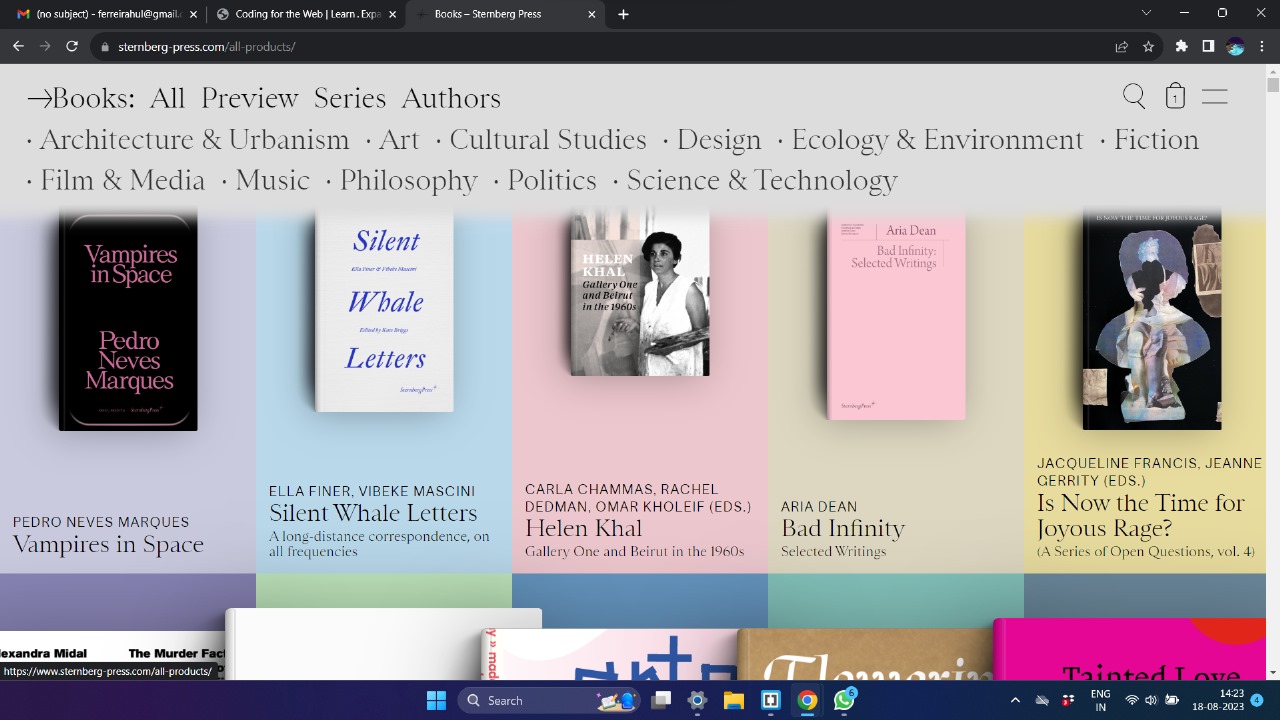 (no subject) - ferreirahul@gmail.
Coding for the Web | Learn . Expa
Books – Sternberg Press
sternberg-press.com/all-products/
→Books: All Preview Series Authors
1
· Architecture & Urbanism · Art · Cultural Studies · Design · Ecology & Environment · Fiction
· Film & Media · Music · Philosophy · Politics · Science & Technology
Vampires
in Space
Pedro
Neves
Marques
Sternberg Press
PEDRO NEVES MARQUES
Vampires in Space
Silent
Ella Finer & Vibeke Mascini
Whale
Edited by Kate Briggs
Letters
Sternberg Press
ELLA FINER, VIBEKE MASCINI
Silent Whale Letters
A long-distance correspondence, on
all frequencies
HELEN
KHAL
Gallery One
and Beirut
in the 1960s
CARLA CHAMMAS, RACHEL
DEDMAN, OMAR KHOLEIF (EDS.)
Helen Khal
Gallery One and Beirut in the 1960s
Aria Dean
Bad Infinity:
Selected Writings
Sternberg Press
ARIA DEAN
Bad Infinity
Selected Writings
IS NOW THE TIME FOR JOYOUS RAGE?
JACQUELINE FRANCIS, JEANNE
GERRITY (EDS.)
Is Now the Time for
Joyous Rage?
(A Series of Open Questions, vol. 4)
lexandra Midal The Murder Fact
Tainted Love
https://www.sternberg-press.com/all-products/
Search
6
ENG
IN
14:23
18-08-2023
4